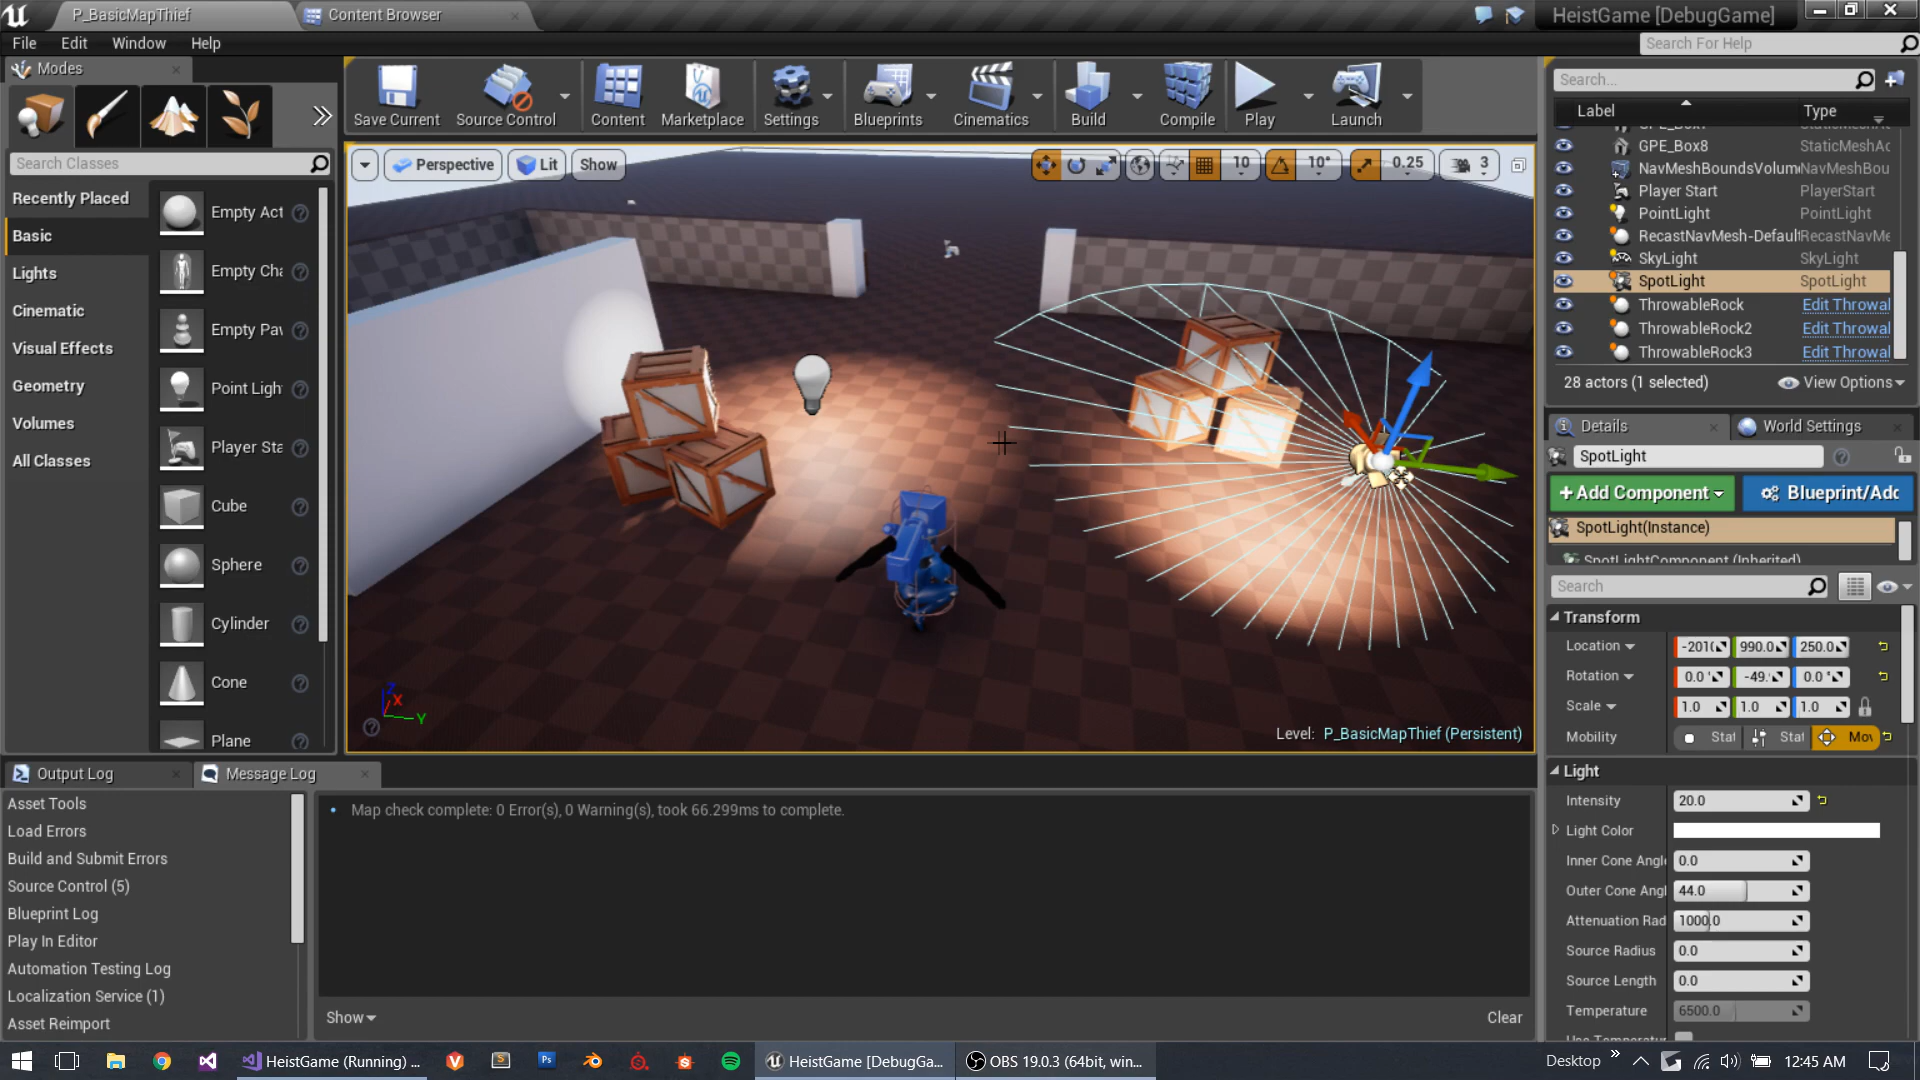 P_BasicMapThief
Content Browser
HeistGame [DebugGame]
File Edit Window Help
Search For Help
Modes
Save Current
Source Control
Content
Marketplace
Settings
Blueprints
Cinematics
Build
Compile
Play
Launch
Search Classes
Recently Placed
Basic
Lights
Cinematic
Visual Effects
Geometry
Volumes
All Classes
Empty Act
Empty Cha
Empty Pav
Point Ligh
Player Sta
Cube
Sphere
Cylinder
Cone
Plane
Perspective
Lit
Show
10
10°
0.25
3
X
Y
Z
Level: P_BasicMapThief (Persistent)
Search...
Label Type
GPE_Box8 StaticMeshAc
NavMeshBoundsVolum NavMeshBou
Player Start PlayerStart
PointLight PointLight
RecastNavMesh-Default RecastNavMe
SkyLight SkyLight
SpotLight SpotLight
ThrowableRock Edit Throwal
ThrowableRock2 Edit Throwal
ThrowableRock3 Edit Throwal
28 actors (1 selected)
View Options
Details
World Settings
SpotLight
+Add Component
Blueprint/Adc
SpotLight(Instance)
SpotLightComponent (Inherited)
Search
Transform
Location -201( 990.0 250.0
Rotation 0.0 ° -49. 0.0 °
Scale 1.0 1.0 1.0
Mobility Stat Stat Mov
Light
Intensity 20.0
Light Color
Inner Cone Angle 0.0
Outer Cone Angl 44.0
Attenuation Rad 1000.0
Source Radius 0.0
Source Length 0.0
Temperature 6500.0
Output Log
Message Log
Asset Tools
Load Errors
Build and Submit Errors
Source Control (5)
Blueprint Log
Play In Editor
Automation Testing Log
Localization Service (1)
Asset Reimport
Map check complete: 0 Error(s), 0 Warning(s), took 66.299ms to complete.
Show
Clear
HeistGame (Running) ...
HeistGame [DebugGa...
OBS 19.0.3 (64bit, win...
Desktop
12:45 AM